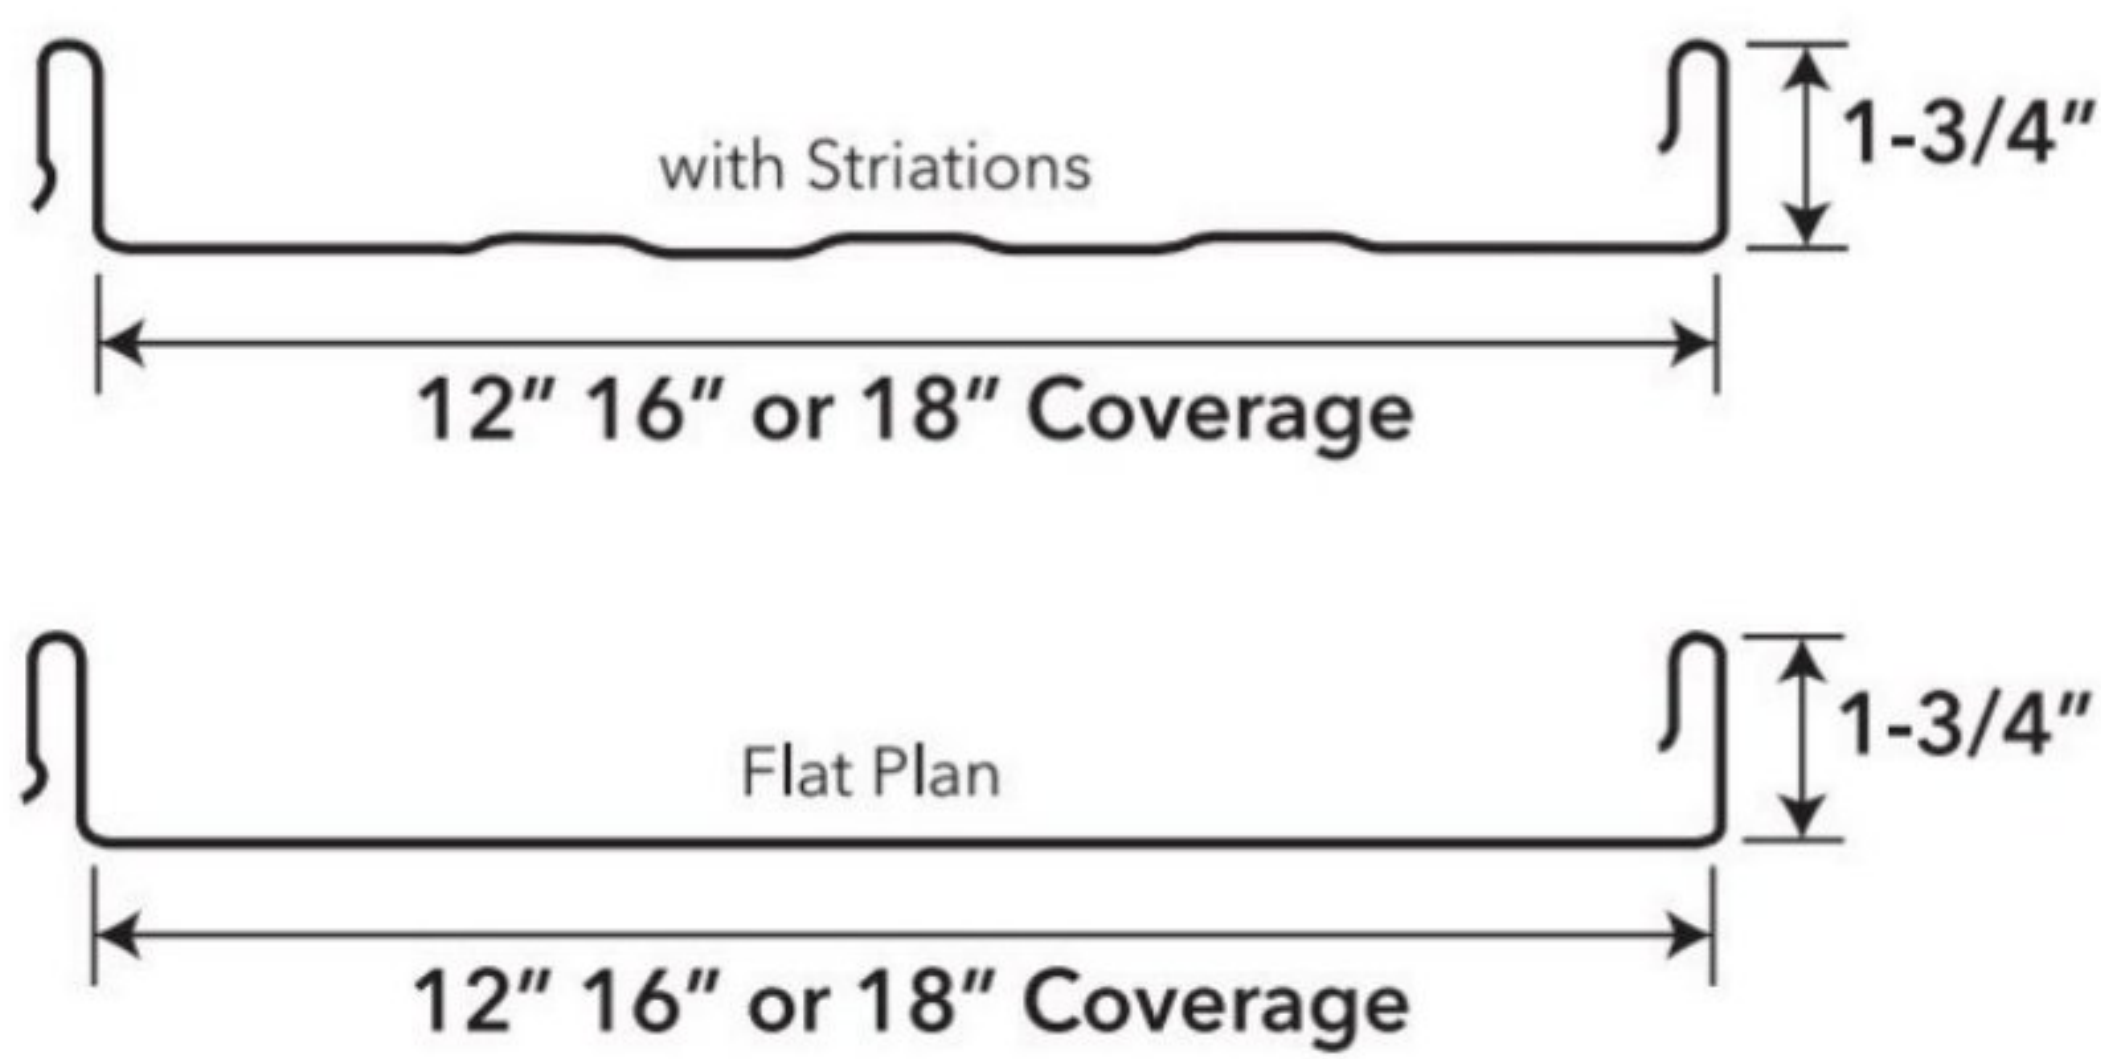 with Striations
1-3/4"
12" 16" or 18" Coverage
Flat Plan
1-3/4"
12" 16" or 18" Coverage